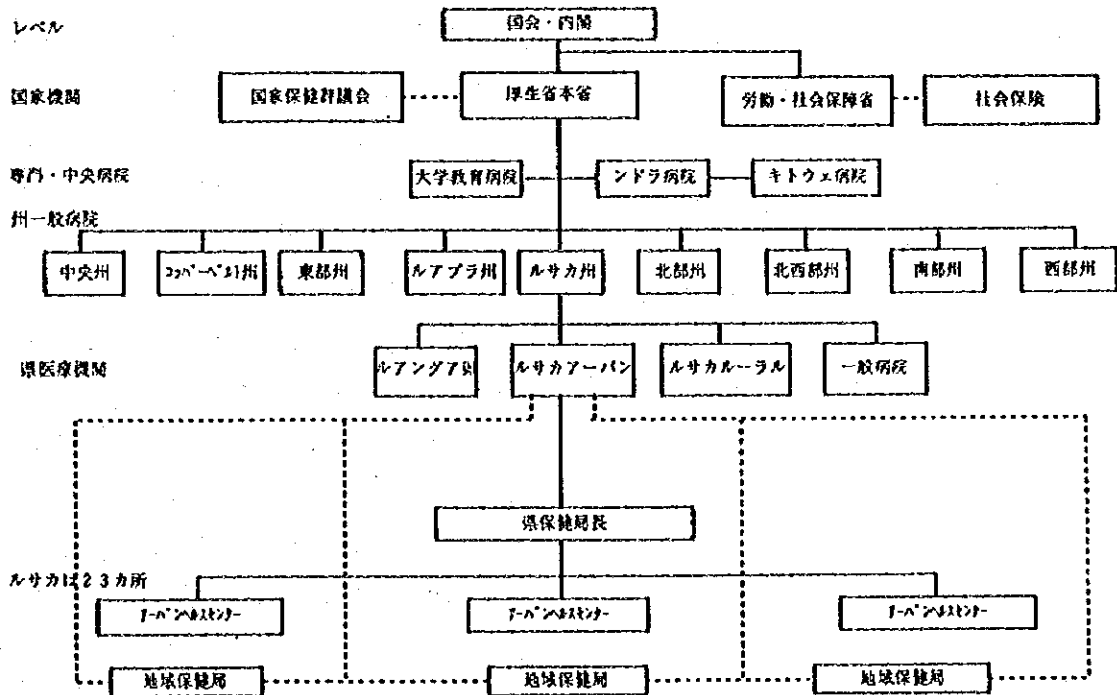 レベル
国会・内閣
国家機関
国家保健評議会
厚生省本省
労働・社会保障省
社会保険
専門・中央病院
大学教育病院
ンドラ病院
キトウェ病院
州一般病院
中央州
コッパーベルト州
東部州
ルアプラ州
ルサカ州
北部州
北西部州
南部州
西部州
県医療機関
ルアングア県
ルサカアーバン
ルサカルーラル
一般病院
県保健局長
ルサカは23カ所
アーバンヘルスセンター
アーバンヘルスセンター
アーバンヘルスセンター
地域保健局
地域保健局
地域保健局